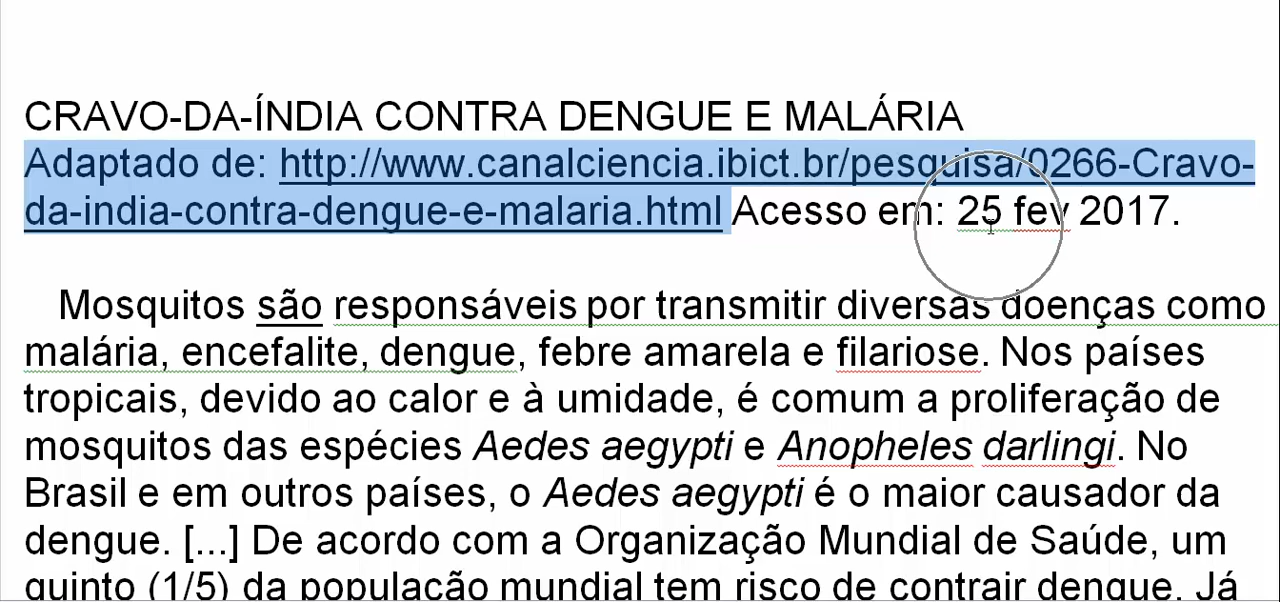 CRAVO-DA-ÍNDIA CONTRA DENGUE E MALÁRIA
Adaptado de: http://www.canalciencia.ibict.br/pesquisa/0266-Cravo-
da-india-contra-dengue-e-malaria.html Acesso em: 25 fev 2017.
Mosquitos são responsáveis por transmitir diversas doenças como
malária, encefalite, dengue, febre amarela e filariose. Nos países
tropicais, devido ao calor e à umidade, é comum a proliferação de
mosquitos das espécies Aedes aegypti e Anopheles darlingi. No
Brasil e em outros países, o Aedes aegypti é o maior causador da
dengue. [...] De acordo com a Organização Mundial de Saúde, um
quinto (1/5) da população mundial tem risco de contrair dengue. Já